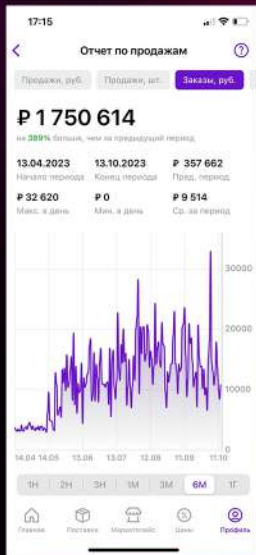 17:15
Отчет по продажам
?
Продажи, руб. Продажи, шт. Заказы, руб.
₽ 1 750 614
на 389% больше, чем за предыдущий период
13.04.2023 13.10.2023 ₽ 357 662
Начало периода Конец периода Пред. период
₽ 32 620 ₽ 0 ₽ 9 514
Макс. в день Мин. в день Ср. за период
30000
20000
10000
0
14.04 14.05 13.06 13.07 12.08 11.09 11.10
1Н 2Н 3Н 1М 3М 6М 1Г
Главная Поставки Маркетплейс Цены Профиль